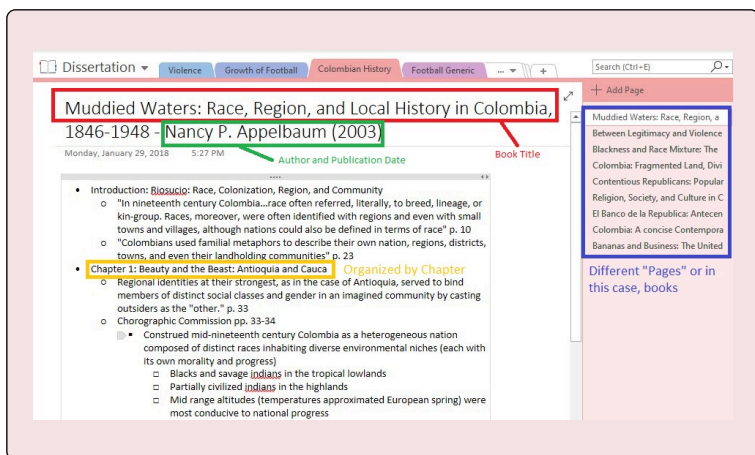 Dissertation
Violence
Growth of Football
Colombian History
Football Generic
...
+
Search (Ctrl+E)
Muddied Waters: Race, Region, and Local History in Colombia,
1846-1948 - Nancy P. Appelbaum (2003)
Monday, January 29, 2018 5:27 PM
Author and Publication Date
Book Title
+ Add Page
Muddied Waters: Race, Region, a
Between Legitimacy and Violence
Blackness and Race Mixture: The
Colombia: Fragmented Land, Divi
Contentious Republicans: Popular
Religion, Society, and Culture in C
El Banco de la Republica: Antecen
Colombia: A concise Contempora
Bananas and Business: The United
Different "Pages" or in
this case, books
• Introduction: Riosucio: Race, Colonization, Region, and Community
o "In nineteenth century Colombia...race often referred, literally, to breed, lineage, or
kin-group. Races, moreover, were often identified with regions and even with small
towns and villages, although nations could also be defined in terms of race" p. 10
o "Colombians used familial metaphors to describe their own nation, regions, districts,
towns, and even their landholding communities" p. 23
• Chapter 1: Beauty and the Beast: Antioquia and Cauca Organized by Chapter
o Regional identities at their strongest, as in the case of Antioquia, served to bind
members of distinct social classes and gender in an imagined community by casting
outsiders as the "other." p. 33
o Chorographic Commission pp. 33-34
▪ Construed mid-nineteenth century Colombia as a heterogeneous nation
composed of distinct races inhabiting diverse environmental niches (each with
its own morality and progress)
□ Blacks and savage indians in the tropical lowlands
□ Partially civilized indians in the highlands
□ Mid range altitudes (temperatures approximated European spring) were
most conducive to national progress